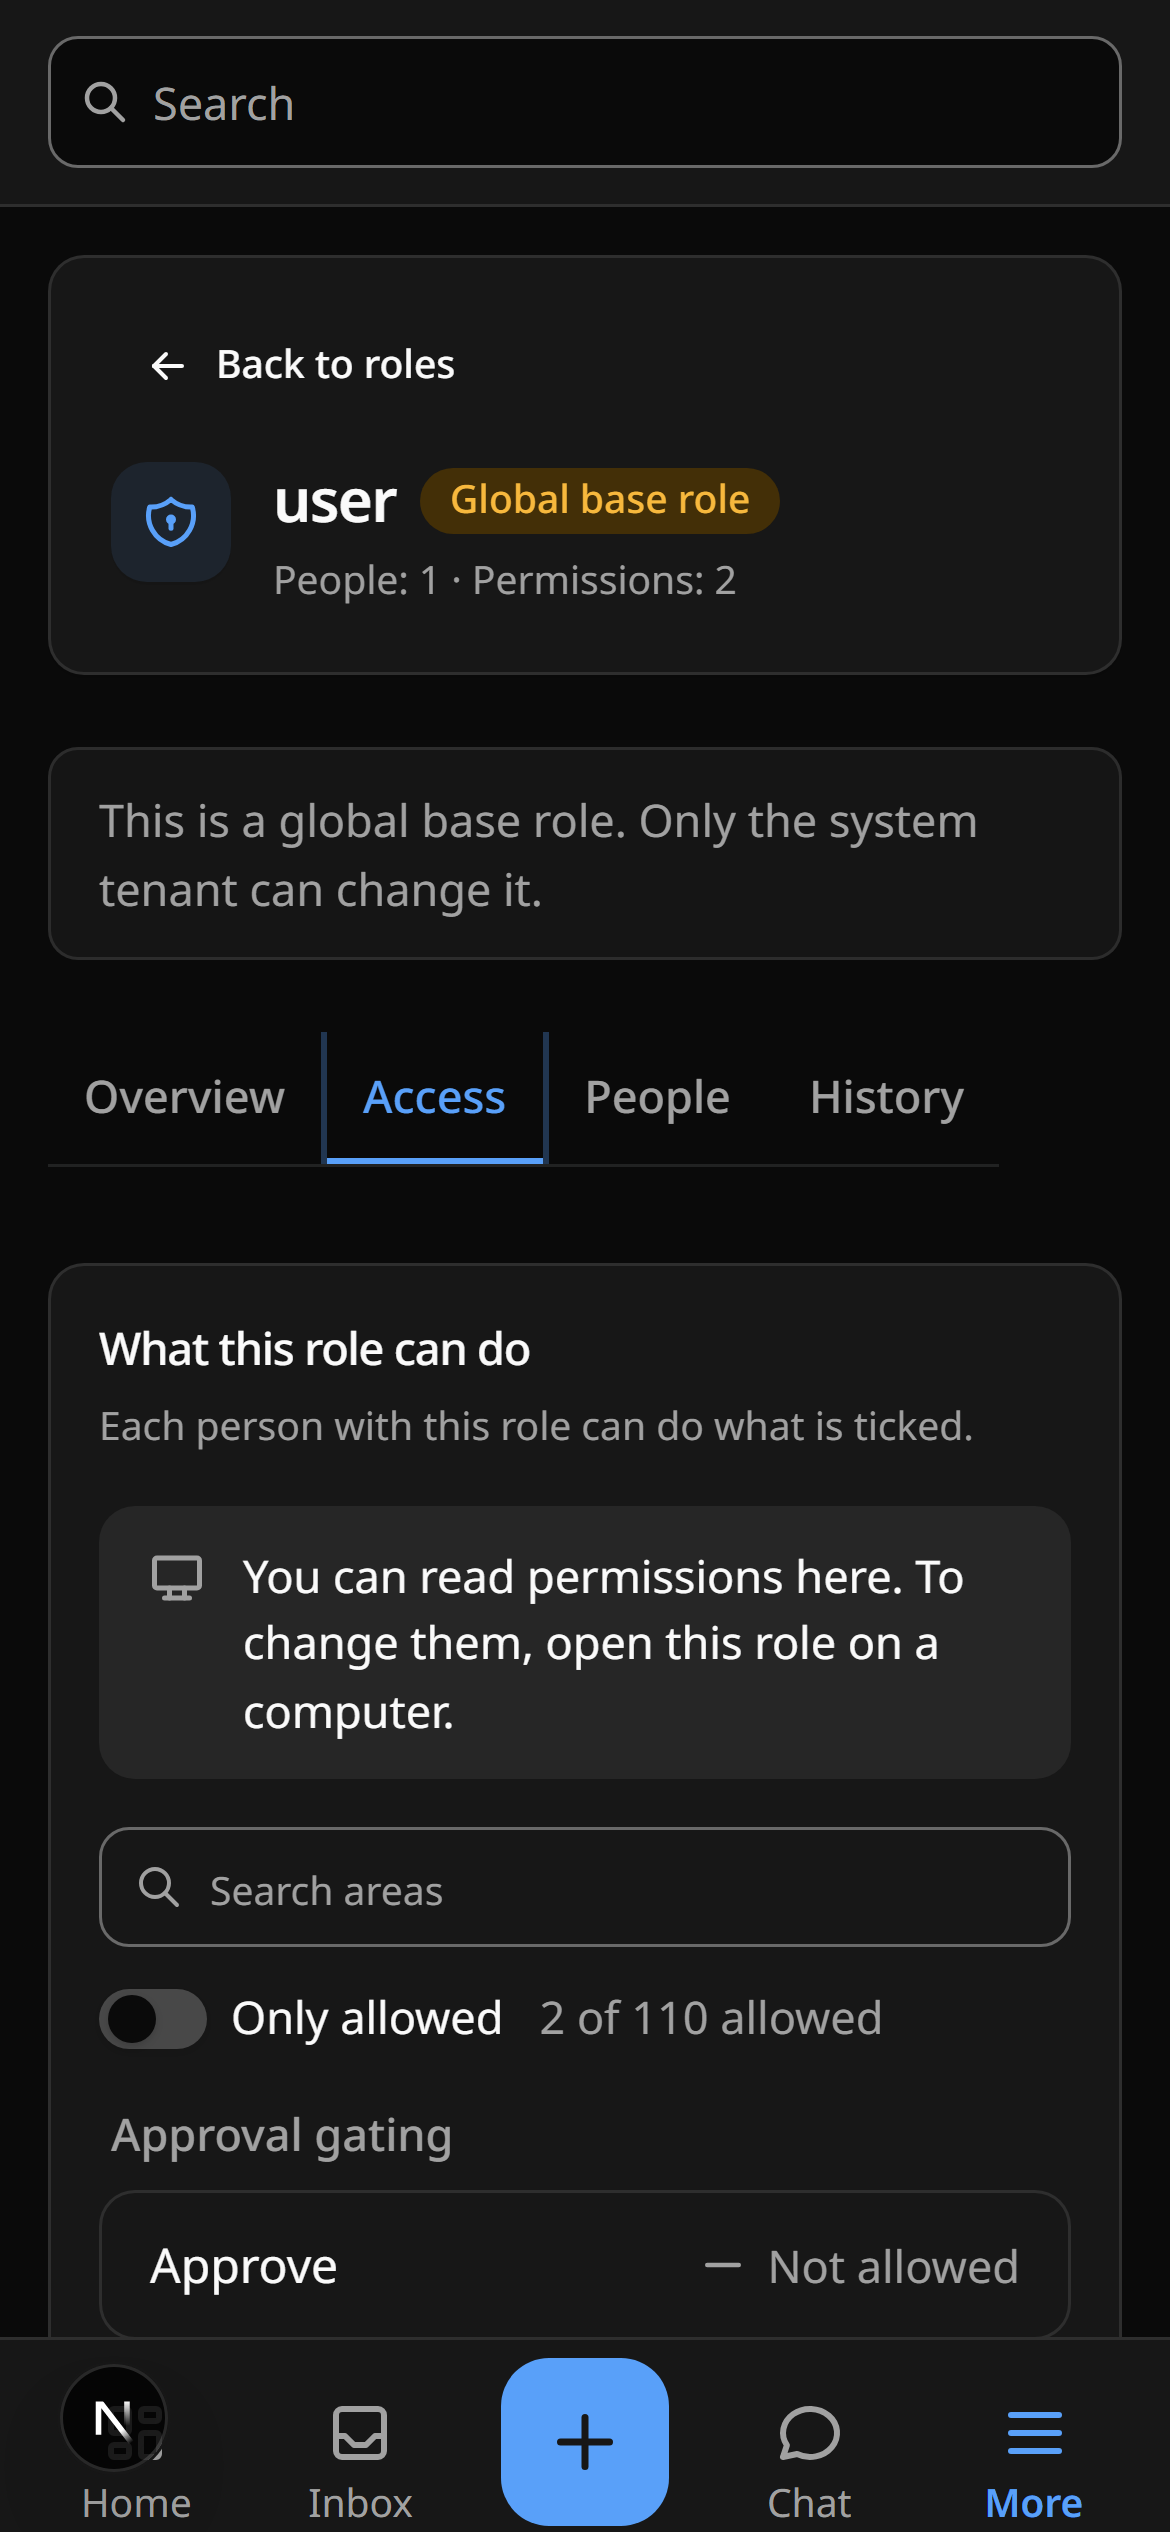 Search
Back to roles
user Global base role
People: 1 · Permissions: 2
This is a global base role. Only the system
tenant can change it.
Overview Access People History
What this role can do
Each person with this role can do what is ticked.
You can read permissions here. To
change them, open this role on a
computer.
Search areas
Only allowed 2 of 110 allowed
Approval gating
Approve — Not allowed
N
Home Inbox Chat More